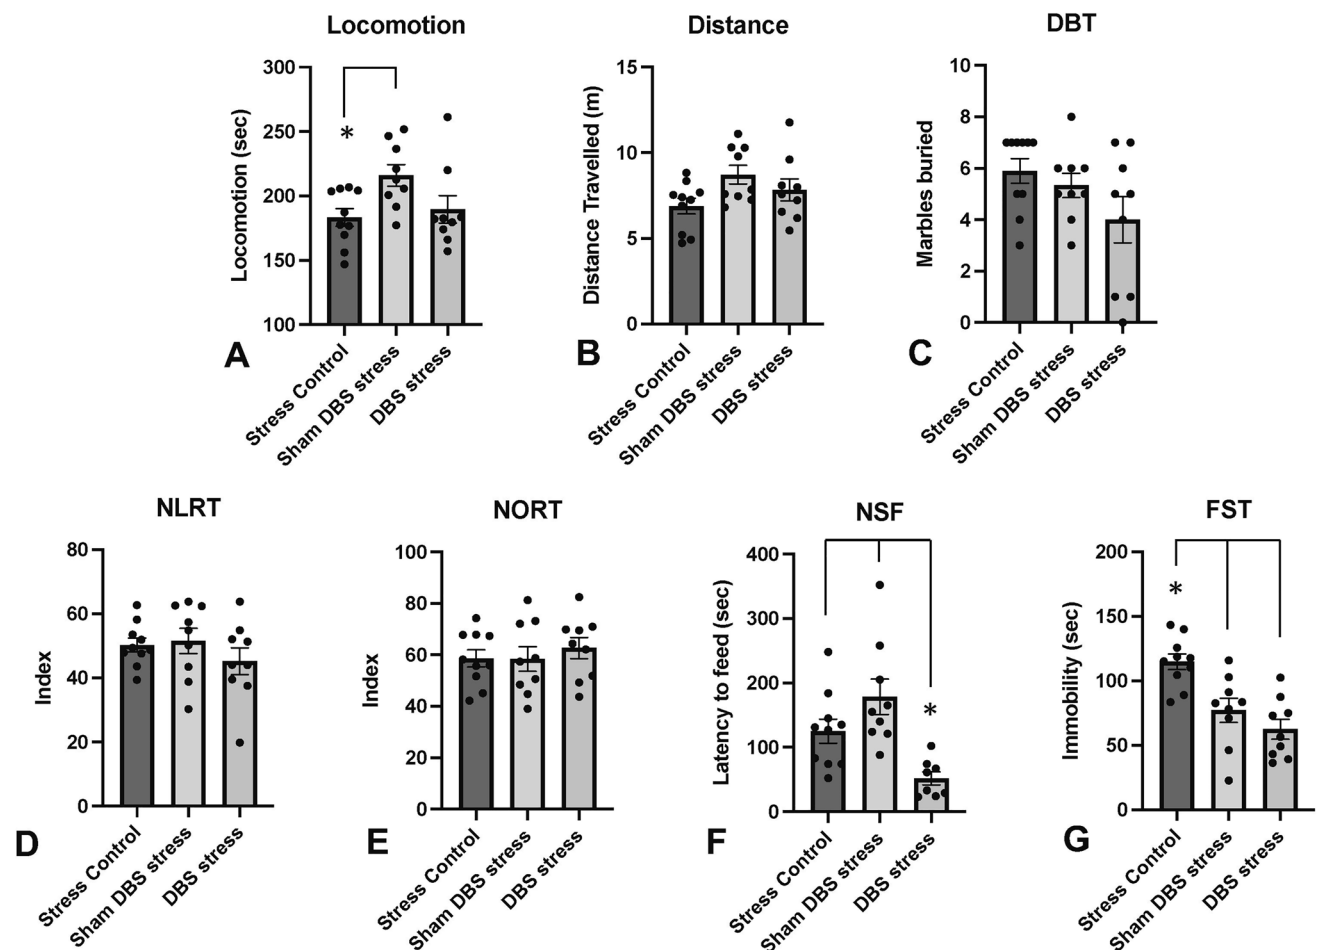 Locomotion
Locomotion (sec)
300
250
200
150
100
*
Stress Control
Sham DBS stress
DBS stress
A
Distance
Distance Travelled (m)
15
10
5
0
Stress Control
Sham DBS stress
DBS stress
B
DBT
Marbles buried
10
8
6
4
2
0
Stress Control
Sham DBS stress
DBS stress
C
NLRT
Index
80
60
40
20
0
Stress Control
Sham DBS stress
DBS stress
D
NORT
Index
100
80
60
40
20
0
Stress Control
Sham DBS stress
DBS stress
E
NSF
Latency to feed (sec)
400
300
200
100
0
*
Stress Control
Sham DBS stress
DBS stress
F
FST
Immobility (sec)
200
150
100
50
0
*
Stress Control
Sham DBS stress
DBS stress
G